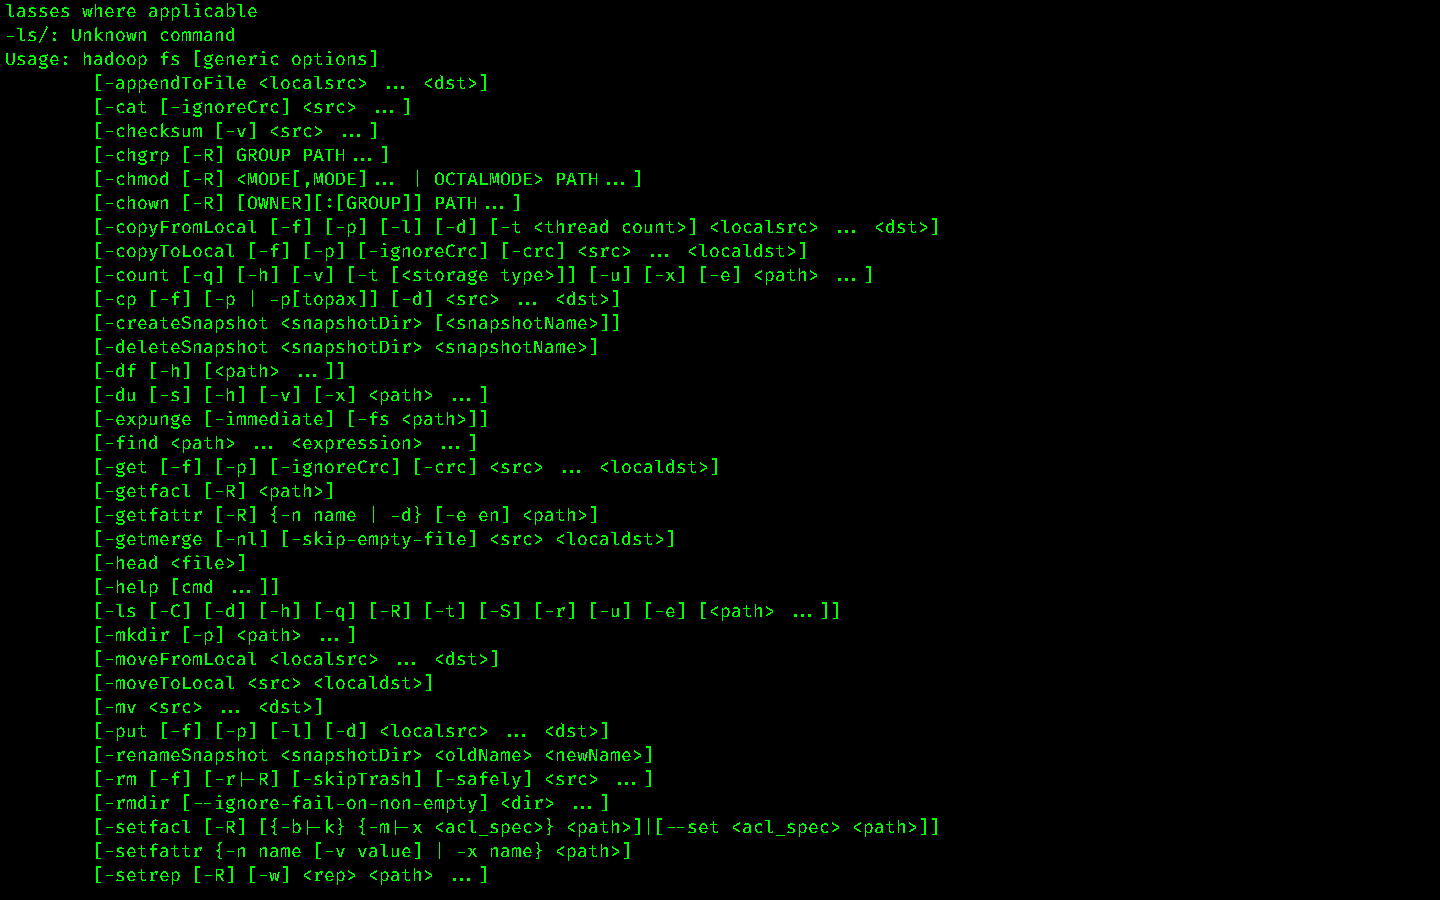 lasses where applicable
-ls/: Unknown command
Usage: hadoop fs [generic options]
[-appendToFile <localsrc> ... <dst>]
[-cat [-ignoreCrc] <src> ...]
[-checksum [-v] <src> ...]
[-chgrp [-R] GROUP PATH...]
[-chmod [-R] <MODE[,MODE]... | OCTALMODE> PATH...]
[-chown [-R] [OWNER][:[GROUP]] PATH...]
[-copyFromLocal [-f] [-p] [-l] [-d] [-t <thread count>] <localsrc> ... <dst>]
[-copyToLocal [-f] [-p] [-ignoreCrc] [-crc] <src> ... <localdst>]
[-count [-q] [-h] [-v] [-t [<storage type>]] [-u] [-x] [-e] <path> ...]
[-cp [-f] [-p | -p[topax]] [-d] <src> ... <dst>]
[-createSnapshot <snapshotDir> [<snapshotName>]]
[-deleteSnapshot <snapshotDir> <snapshotName>]
[-df [-h] [<path> ...]]
[-du [-s] [-h] [-v] [-x] <path> ...]
[-expunge [-immediate] [-fs <path>]]
[-find <path> ... <expression> ...]
[-get [-f] [-p] [-ignoreCrc] [-crc] <src> ... <localdst>]
[-getfacl [-R] <path>]
[-getfattr [-R] {-n name | -d} [-e en] <path>]
[-getmerge [-nl] [-skip-empty-file] <src> <localdst>]
[-head <file>]
[-help [cmd ...]]
[-ls [-C] [-d] [-h] [-q] [-R] [-t] [-S] [-r] [-u] [-e] [<path> ...]]
[-mkdir [-p] <path> ...]
[-moveFromLocal <localsrc> ... <dst>]
[-moveToLocal <src> <localdst>]
[-mv <src> ... <dst>]
[-put [-f] [-p] [-l] [-d] <localsrc> ... <dst>]
[-renameSnapshot <snapshotDir> <oldName> <newName>]
[-rm [-f] [-r|-R] [-skipTrash] [-safely] <src> ...]
[-rmdir [--ignore-fail-on-non-empty] <dir> ...]
[-setfacl [-R] [{-b|-k} {-m|-x <acl_spec>} <path>]|[--set <acl_spec> <path>]]
[-setfattr {-n name [-v value] | -x name} <path>]
[-setrep [-R] [-w] <rep> <path> ...]